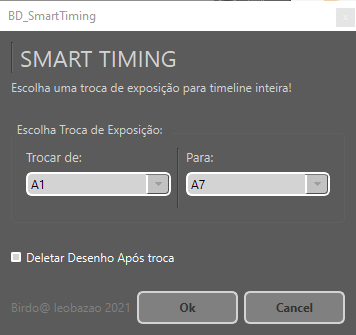 BD_SmartTiming
x
SMART TIMING
Escolha uma troca de exposição para timeline inteira!
Escolha Troca de Exposição:
Trocar de:
Para:
A1
A7
Deletar Desenho Após troca
Birdo@ leobazao 2021
Ok
Cancel